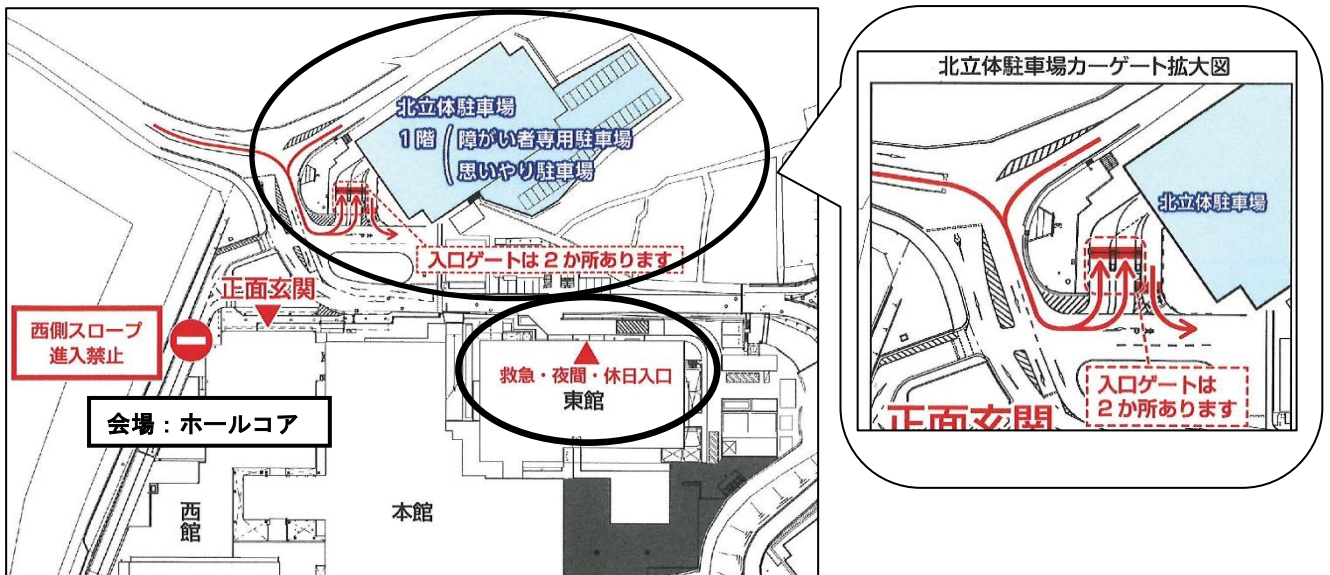 北立体駐車場
1階
障がい者専用駐車場
思いやり駐車場
入口ゲートは2か所あります
正面玄関
西側スロープ
進入禁止
救急・夜間・休日入口
東館
会場：ホールコア
西館
本館
北立体駐車場カーゲート拡大図
北立体駐車場
入口ゲートは
2か所あります
正面玄関